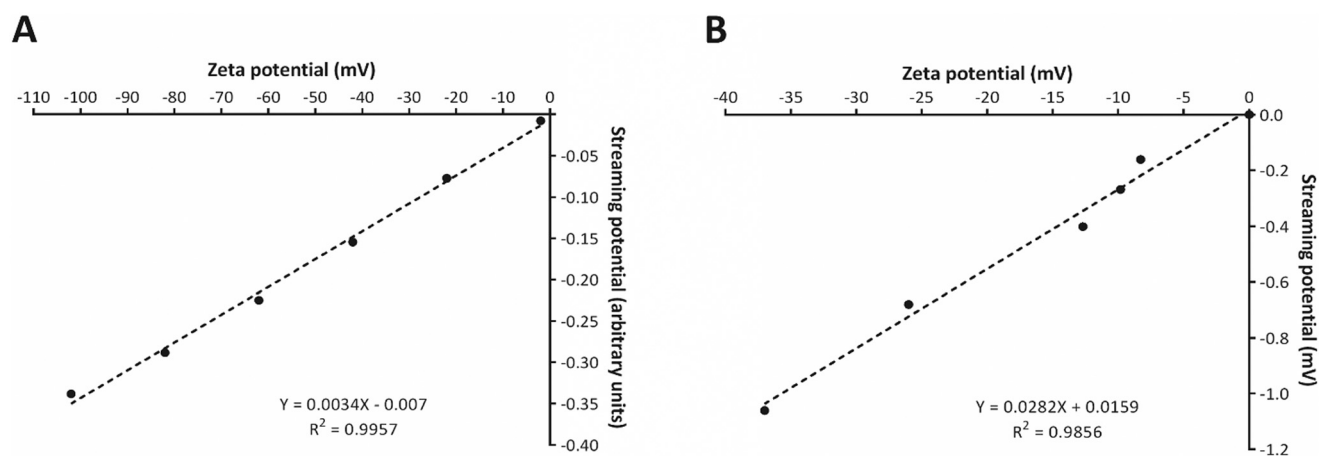 A
Zeta potential (mV)
-110 -100 -90 -80 -70 -60 -50 -40 -30 -20 -10 0
-0.05
-0.10
-0.15
-0.20
-0.25
-0.30
-0.35
-0.40
Streaming potential (arbitrary units)
Y = 0.0034X - 0.007
R² = 0.9957
B
Zeta potential (mV)
-40 -35 -30 -25 -20 -15 -10 -5 0
0.0
-0.2
-0.4
-0.6
-0.8
-1.0
-1.2
Streaming potential (mV)
Y = 0.0282X + 0.0159
R² = 0.9856